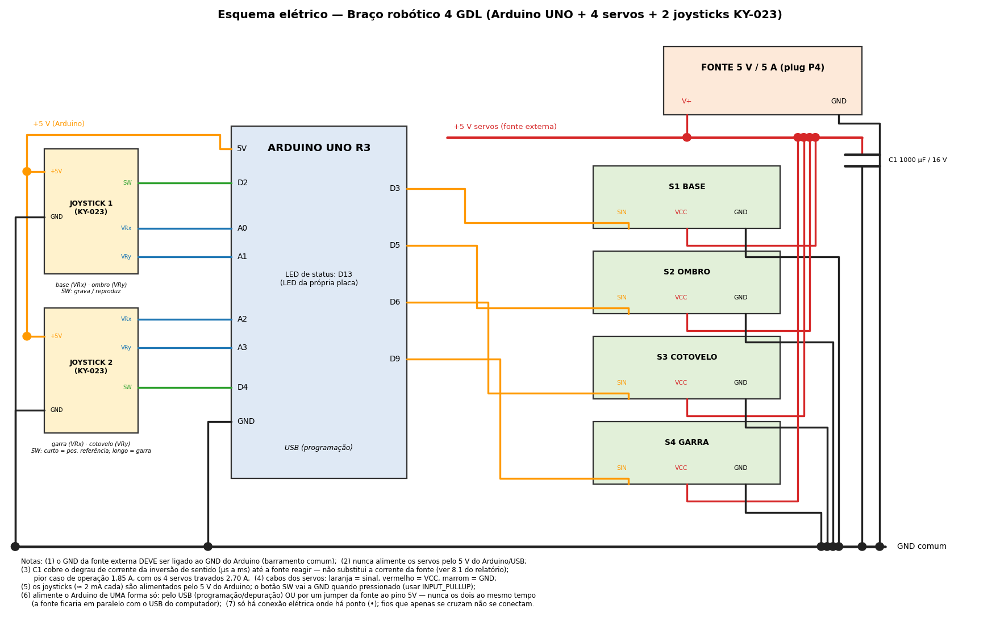 Esquema elétrico — Braço robótico 4 GDL (Arduino UNO + 4 servos + 2 joysticks KY-023)
FONTE 5 V / 5 A (plug P4)
V+
GND
+5 V (Arduino)
+5 V servos (fonte externa)
C1 1000 µF / 16 V
+5V
SW
JOYSTICK 1
(KY-023)
GND
VRx
VRy
base (VRx) · ombro (VRy)
SW: grava / reproduz
VRx
+5V
VRy
JOYSTICK 2
(KY-023)
SW
GND
garra (VRx) · cotovelo (VRy)
SW: curto = pos. referência; longo = garra
ARDUINO UNO R3
5V
D2
A0
A1
A2
A3
D4
GND
LED de status: D13
(LED da própria placa)
USB (programação)
D3
D5
D6
D9
S1 BASE
SIN
VCC
GND
S2 OMBRO
SIN
VCC
GND
S3 COTOVELO
SIN
VCC
GND
S4 GARRA
SIN
VCC
GND
GND comum
Notas: (1) o GND da fonte externa DEVE ser ligado ao GND do Arduino (barramento comum);  (2) nunca alimente os servos pelo 5 V do Arduino/USB;
(3) C1 cobre o degrau de corrente da inversão de sentido (µs a ms) até a fonte reagir — não substitui a corrente da fonte (ver 8.1 do relatório);
pior caso de operação 1,85 A, com os 4 servos travados 2,70 A;  (4) cabos dos servos: laranja = sinal, vermelho = VCC, marrom = GND;
(5) os joysticks (≈ 2 mA cada) são alimentados pelo 5 V do Arduino; o botão SW vai a GND quando pressionado (usar INPUT_PULLUP);
(6) alimente o Arduino de UMA forma só: pelo USB (programação/depuração) OU por um jumper da fonte ao pino 5V — nunca os dois ao mesmo tempo
(a fonte ficaria em paralelo com o USB do computador);  (7) só há conexão elétrica onde há ponto (•); fios que apenas se cruzam não se conectam.